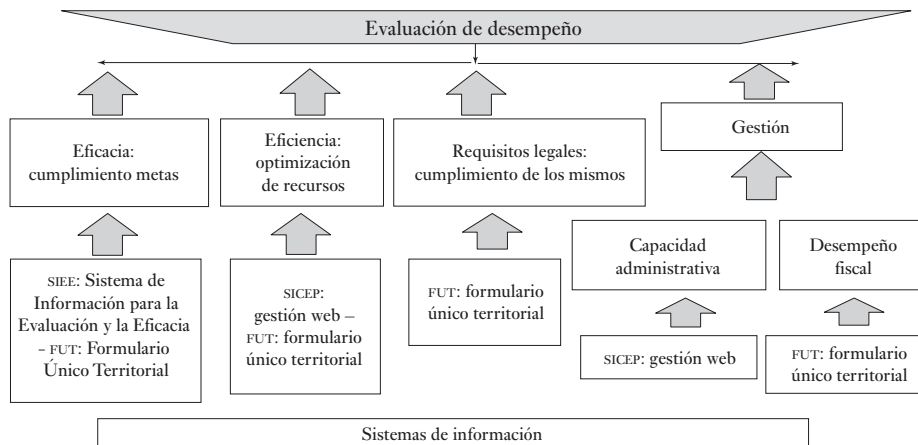 Evaluación de desempeño
Eficacia:
cumplimiento metas
Eficiencia:
optimización
de recursos
Requisitos legales:
cumplimiento de los mismos
Gestión
Capacidad
administrativa
Desempeño
fiscal
SIEE: Sistema de
Información para la
Evaluación y la Eficacia
– FUT: Formulario
Único Territorial
SICEP:
gestión web –
FUT: formulario
único territorial
FUT: formulario
único territorial
SICEP: gestión web
FUT: formulario
único territorial
Sistemas de información